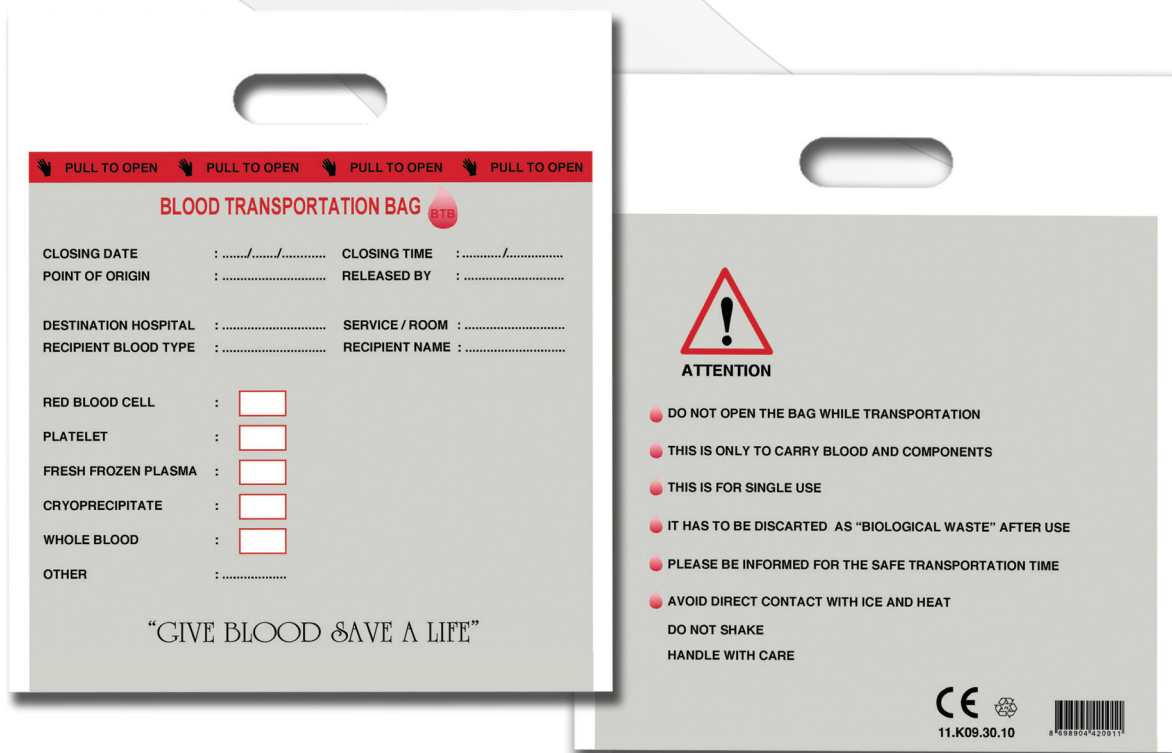 PULL TO OPEN PULL TO OPEN PULL TO OPEN PULL TO OPEN
BLOOD TRANSPORTATION BAG BTB
CLOSING DATE : ....../....../........... CLOSING TIME : ........../...............
POINT OF ORIGIN : ............................ RELEASED BY : ...........................
DESTINATION HOSPITAL : ............................ SERVICE / ROOM : ...........................
RECIPIENT BLOOD TYPE : ............................ RECIPIENT NAME : ...........................
RED BLOOD CELL :
PLATELET :
FRESH FROZEN PLASMA :
CRYOPRECIPITATE :
WHOLE BLOOD :
OTHER : ..................
“GIVE BLOOD SAVE A LIFE”
ATTENTION
DO NOT OPEN THE BAG WHILE TRANSPORTATION
THIS IS ONLY TO CARRY BLOOD AND COMPONENTS
THIS IS FOR SINGLE USE
IT HAS TO BE DISCARTED AS “BIOLOGICAL WASTE” AFTER USE
PLEASE BE INFORMED FOR THE SAFE TRANSPORTATION TIME
AVOID DIRECT CONTACT WITH ICE AND HEAT
DO NOT SHAKE
HANDLE WITH CARE
CE
11.K09.30.10
8 698904 420011